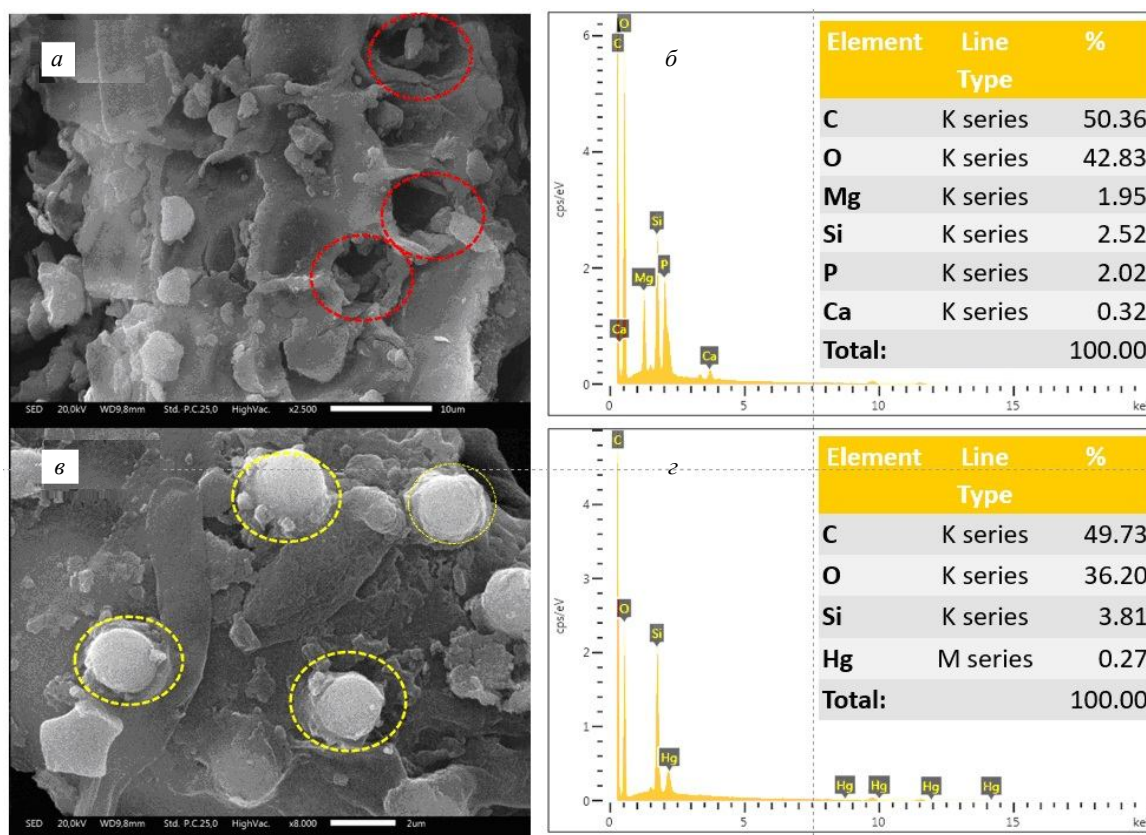 а
SED 20,0kV WD9,8mm Std. -P.C.25,0 HighVac. x2.500 10um
б
6
4
2
0
cps/eV
C
O
Ca
Mg
Si
P
Ca
0 5 10 15 ke
Element Line Type %
C K series 50.36
O K series 42.83
Mg K series 1.95
Si K series 2.52
P K series 2.02
Ca K series 0.32
Total: 100.00
в
SED 20,0kV WD9,8mm Std. -P.C.25,0 HighVac. x8.000 2um
г
4
3
2
1
0
cps/eV
C
O
Si
Hg
Hg Hg Hg Hg
0 5 10 15 ke
Element Line Type %
C K series 49.73
O K series 36.20
Si K series 3.81
Hg M series 0.27
Total: 100.00